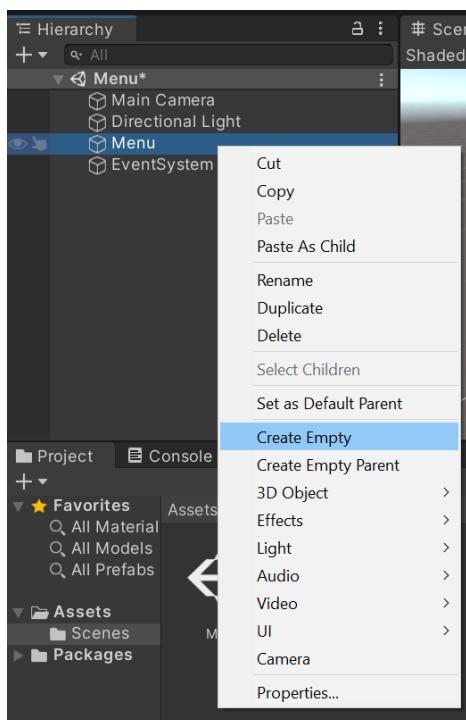 Hierarchy
# Scen
All
Shaded
Menu*
Main Camera
Directional Light
Menu
EventSystem
Cut
Copy
Paste
Paste As Child
Rename
Duplicate
Delete
Select Children
Set as Default Parent
Create Empty
Create Empty Parent
3D Object
Effects
Light
Audio
Video
UI
Camera
Properties...
Project
Console
Favorites
All Material
All Models
All Prefabs
Assets
Scenes
Packages
Assets
M